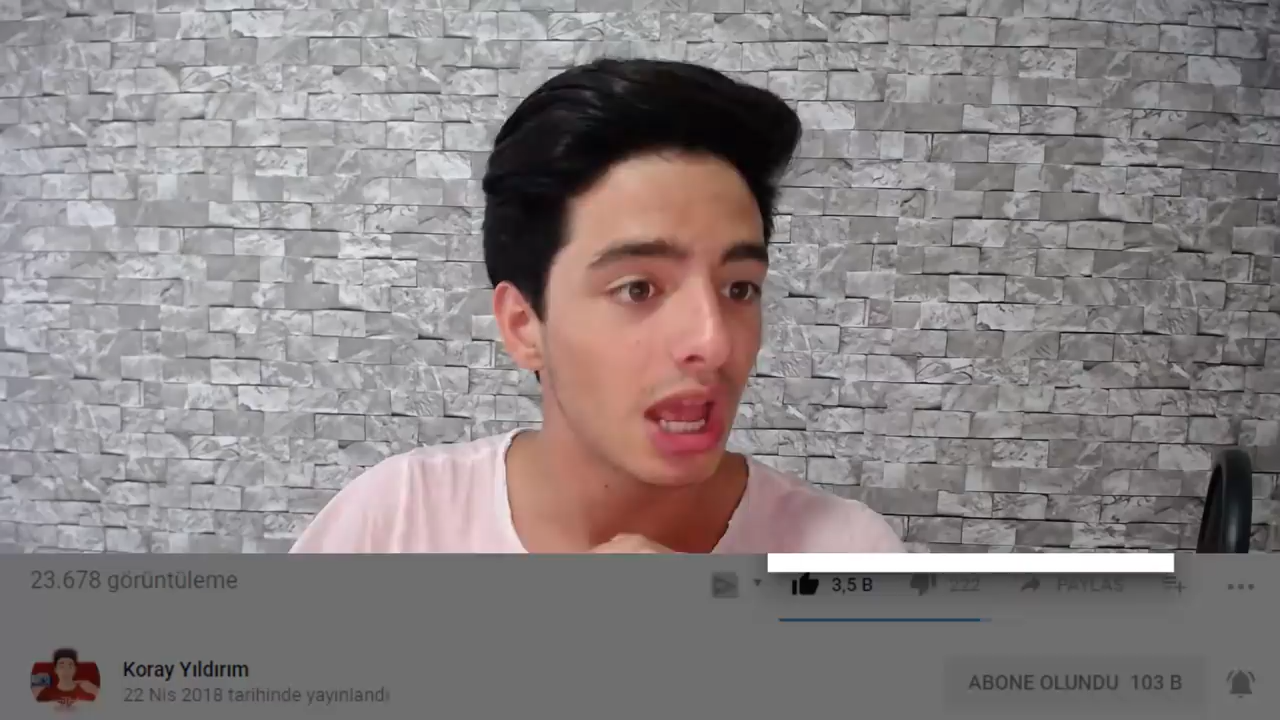 23.678 görüntüleme
3,5 B 222 PAYLAŞ
Koray Yıldırım
22 Nis 2018 tarihinde yayınlandı
ABONE OLUNDU 103 B